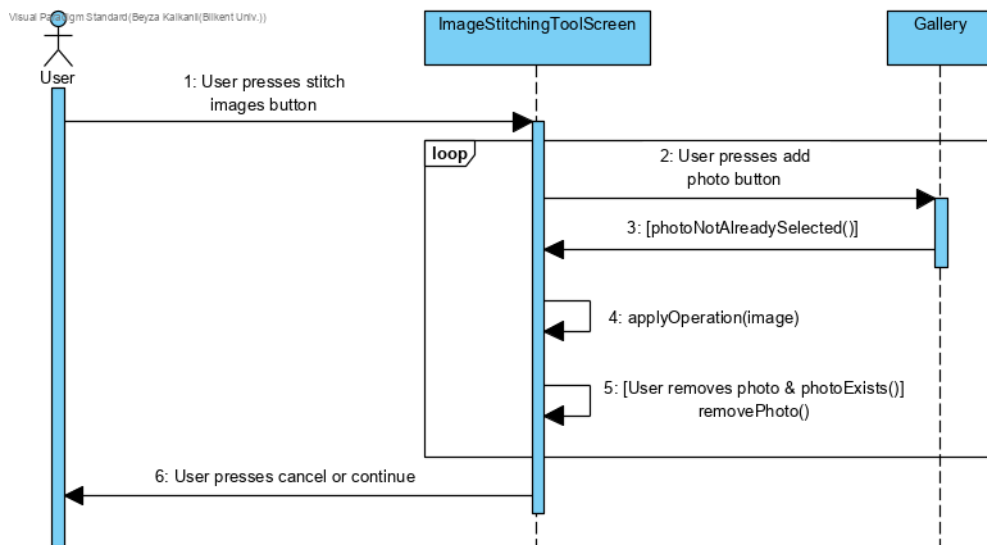 Visual Paradigm Standard(Beyza Kalkanli(Bilkent Univ.))
User
ImageStitchingToolScreen
Gallery
1: User presses stitch
images button
loop
2: User presses add
photo button
3: [photoNotAlreadySelected()]
4: applyOperation(image)
5: [User removes photo & photoExists()]
removePhoto()
6: User presses cancel or continue